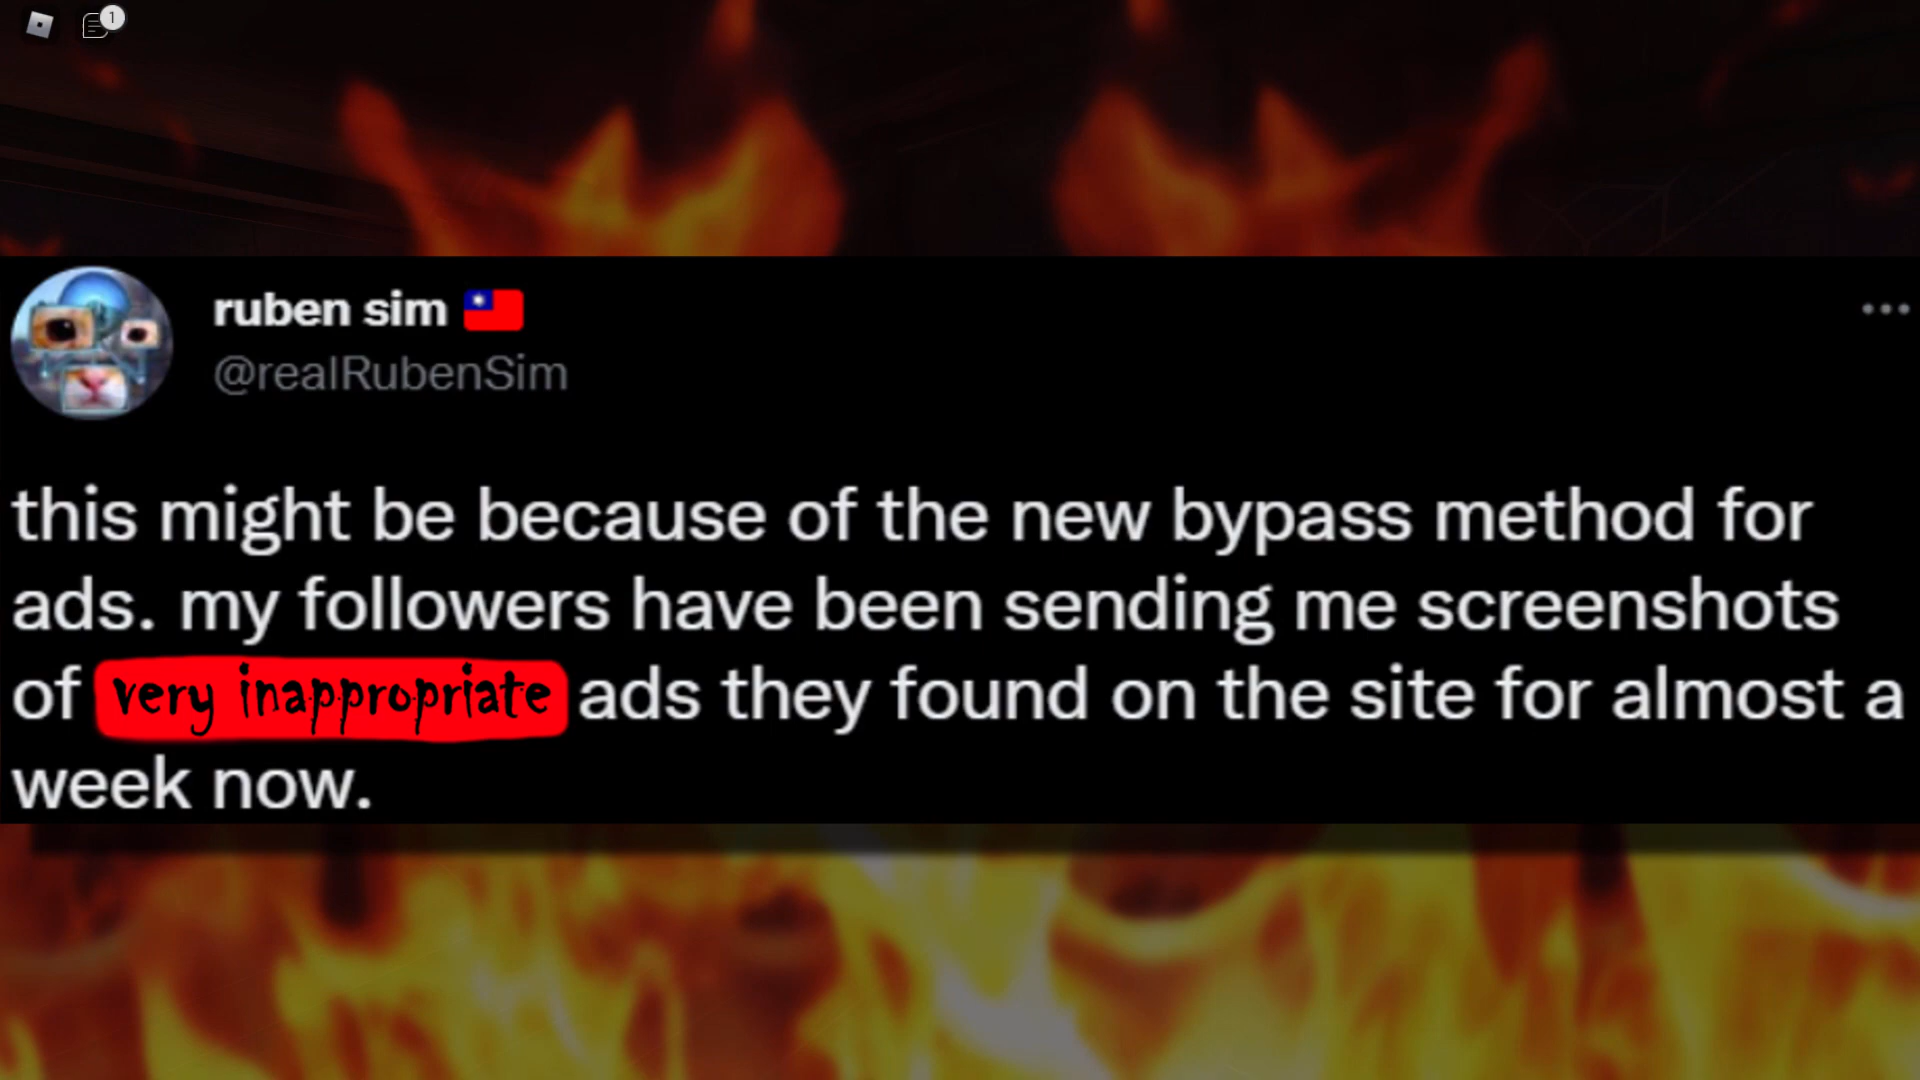 1
ruben sim
@realRubenSim
this might be because of the new bypass method for
ads. my followers have been sending me screenshots
of very inappropriate ads they found on the site for almost a
week now.